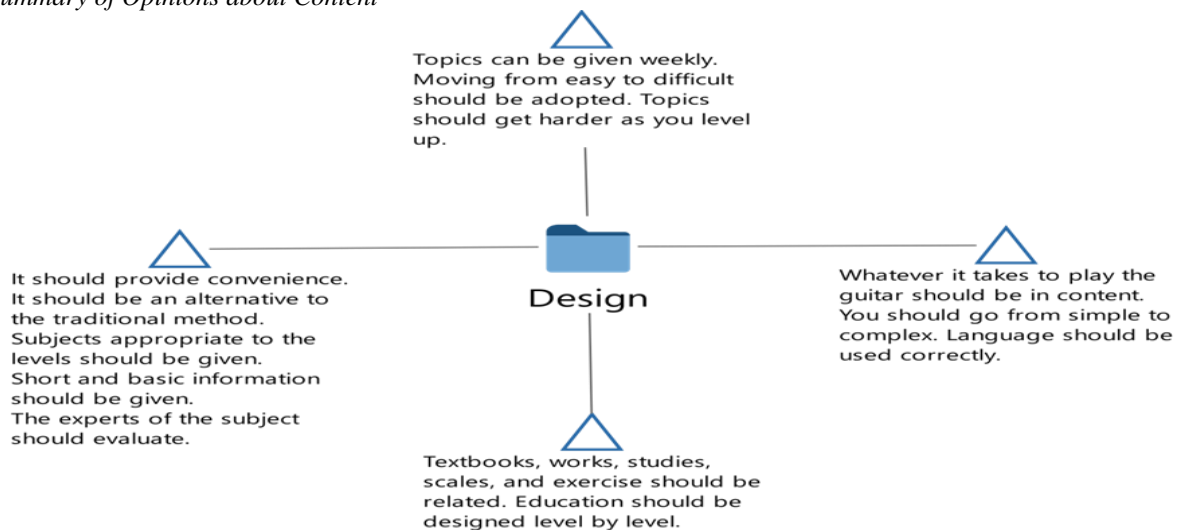 ummary of Opinions about Content
Topics can be given weekly.
Moving from easy to difficult
should be adopted. Topics
should get harder as you level
up.
It should provide convenience.
It should be an alternative to
the traditional method.
Subjects appropriate to the
levels should be given.
Short and basic information
should be given.
The experts of the subject
should evaluate.
Design
Whatever it takes to play the
guitar should be in content.
You should go from simple to
complex. Language should be
used correctly.
Textbooks, works, studies,
scales, and exercise should be
related. Education should be
designed level by level.